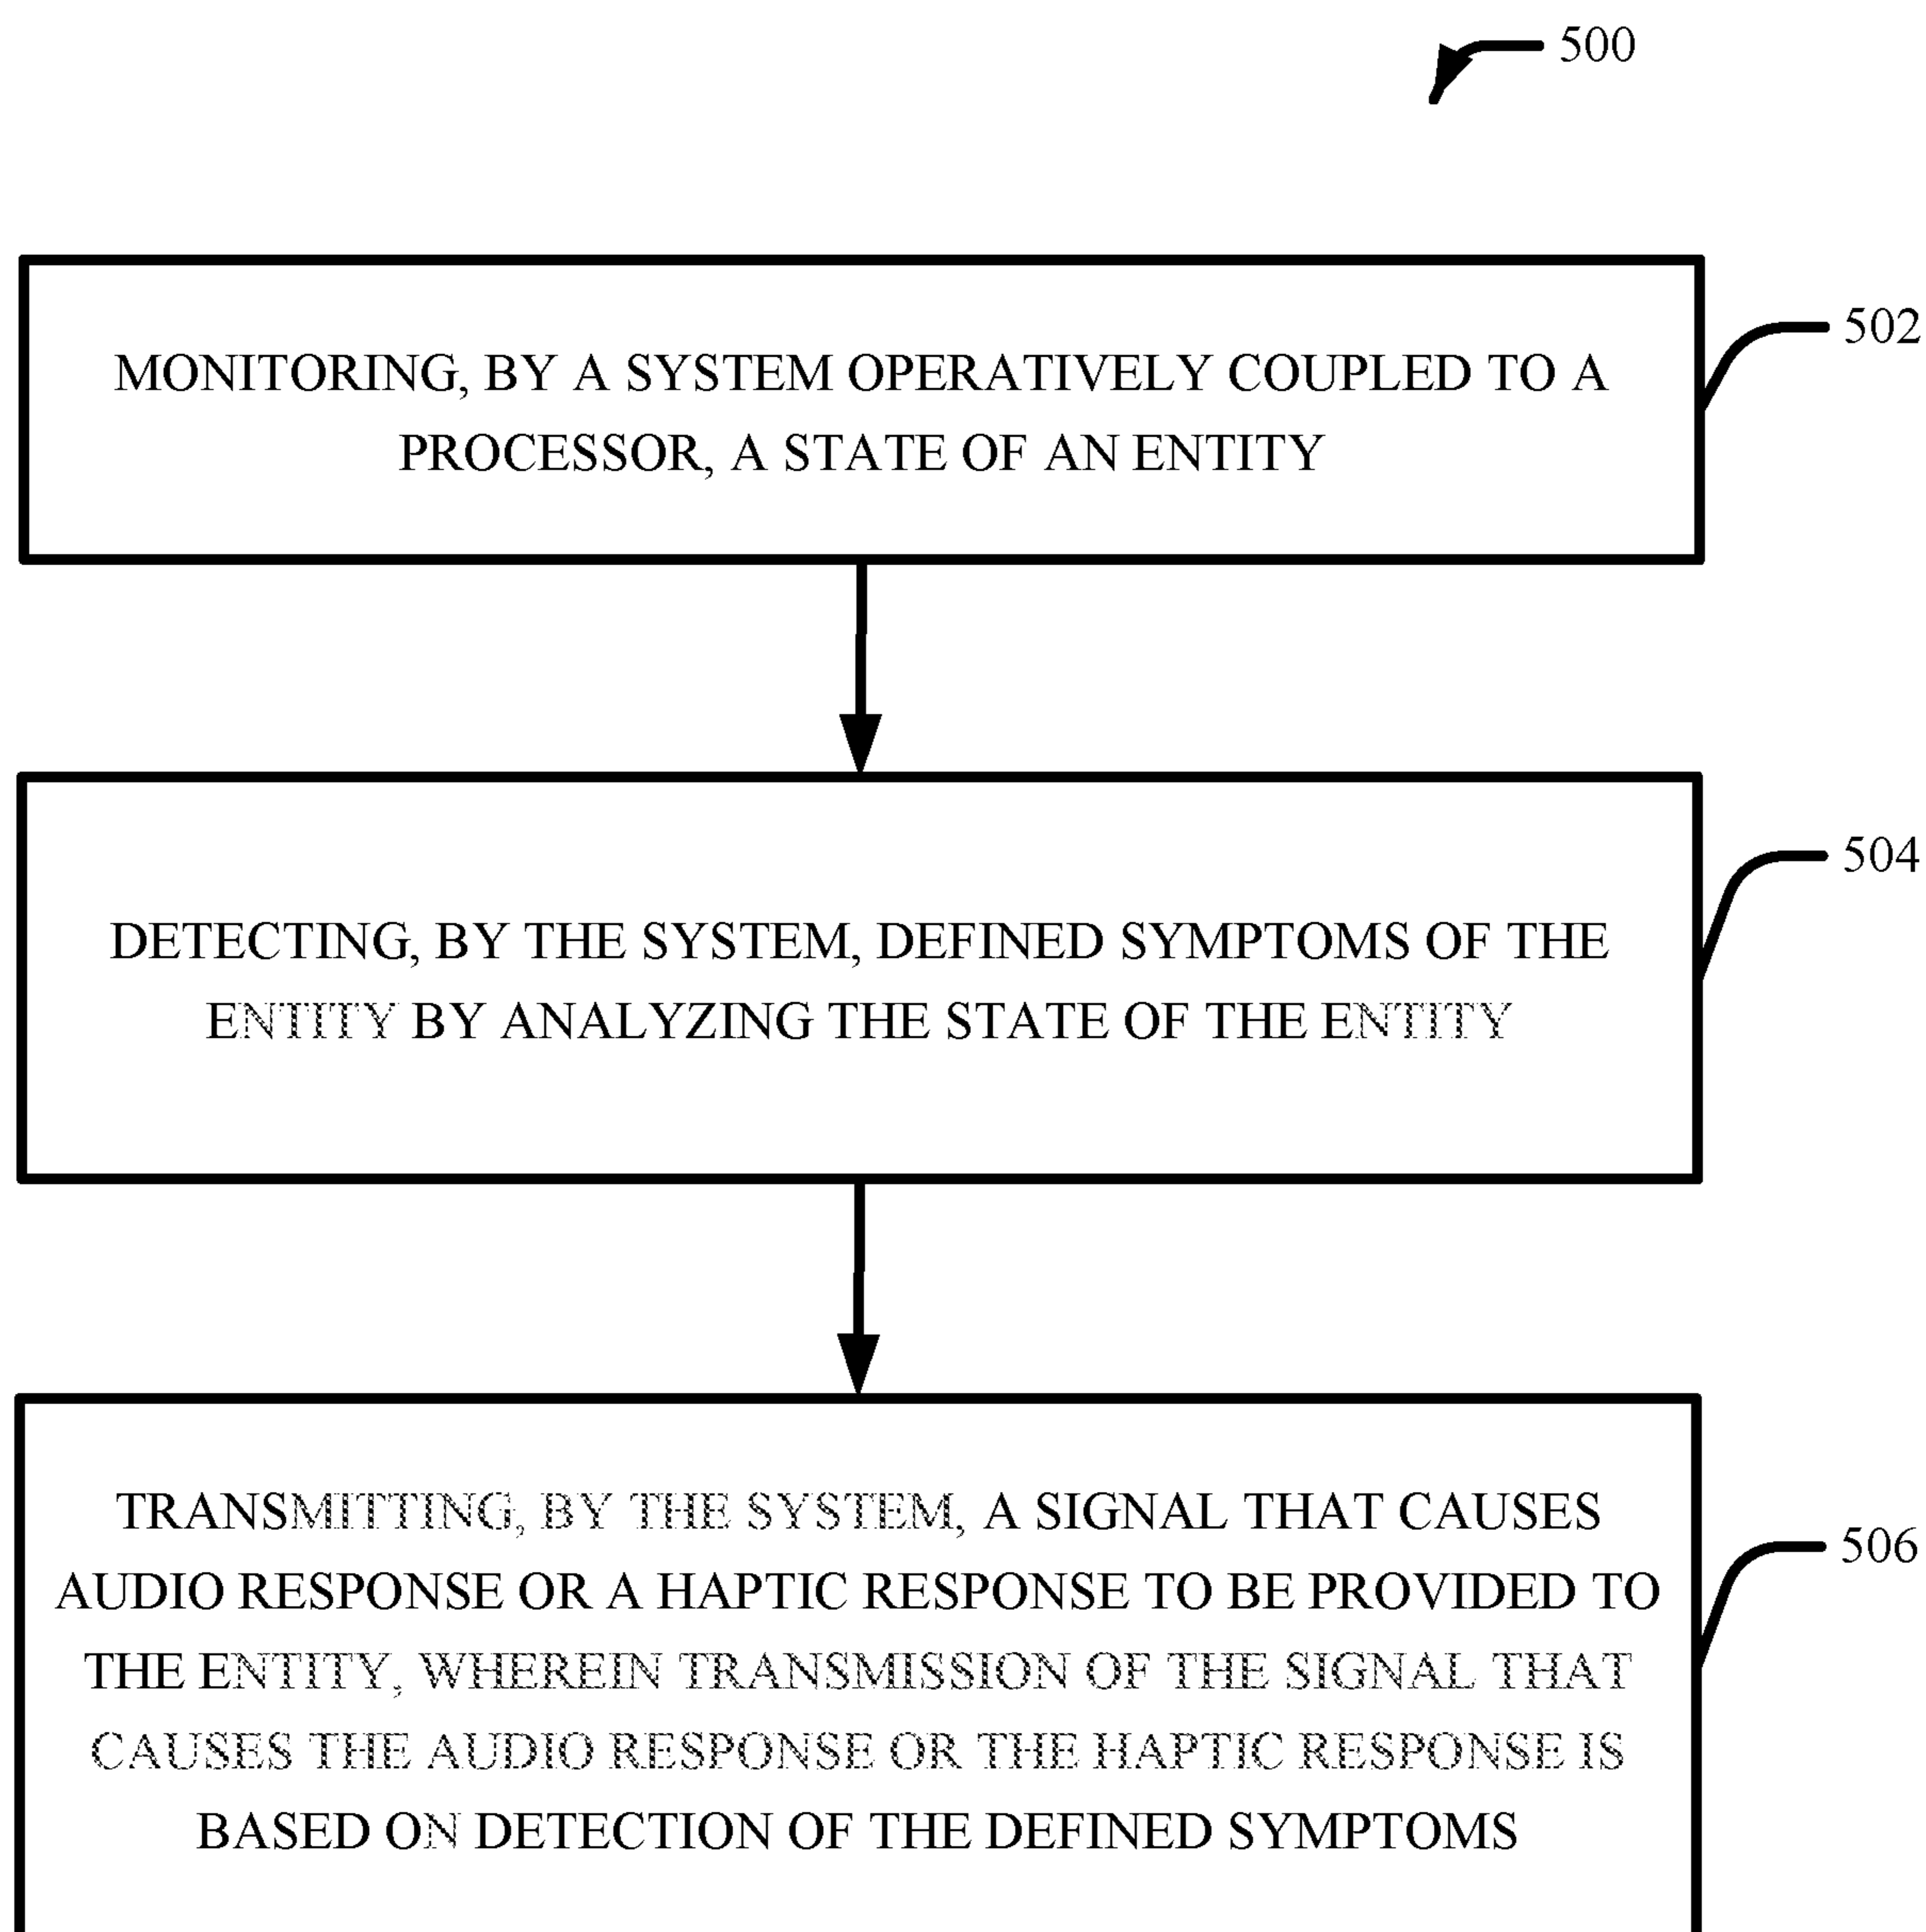 500
MONITORING, BY A SYSTEM OPERATIVELY COUPLED TO A
PROCESSOR, A STATE OF AN ENTITY
502
DETECTING, BY THE SYSTEM, DEFINED SYMPTOMS OF THE
ENTITY BY ANALYZING THE STATE OF THE ENTITY
504
TRANSMITTING, BY THE SYSTEM, A SIGNAL THAT CAUSES
AUDIO RESPONSE OR A HAPTIC RESPONSE TO BE PROVIDED TO
THE ENTITY, WHEREIN TRANSMISSION OF THE SIGNAL THAT
CAUSES THE AUDIO RESPONSE OR THE HAPTIC RESPONSE IS
BASED ON DETECTION OF THE DEFINED SYMPTOMS
506